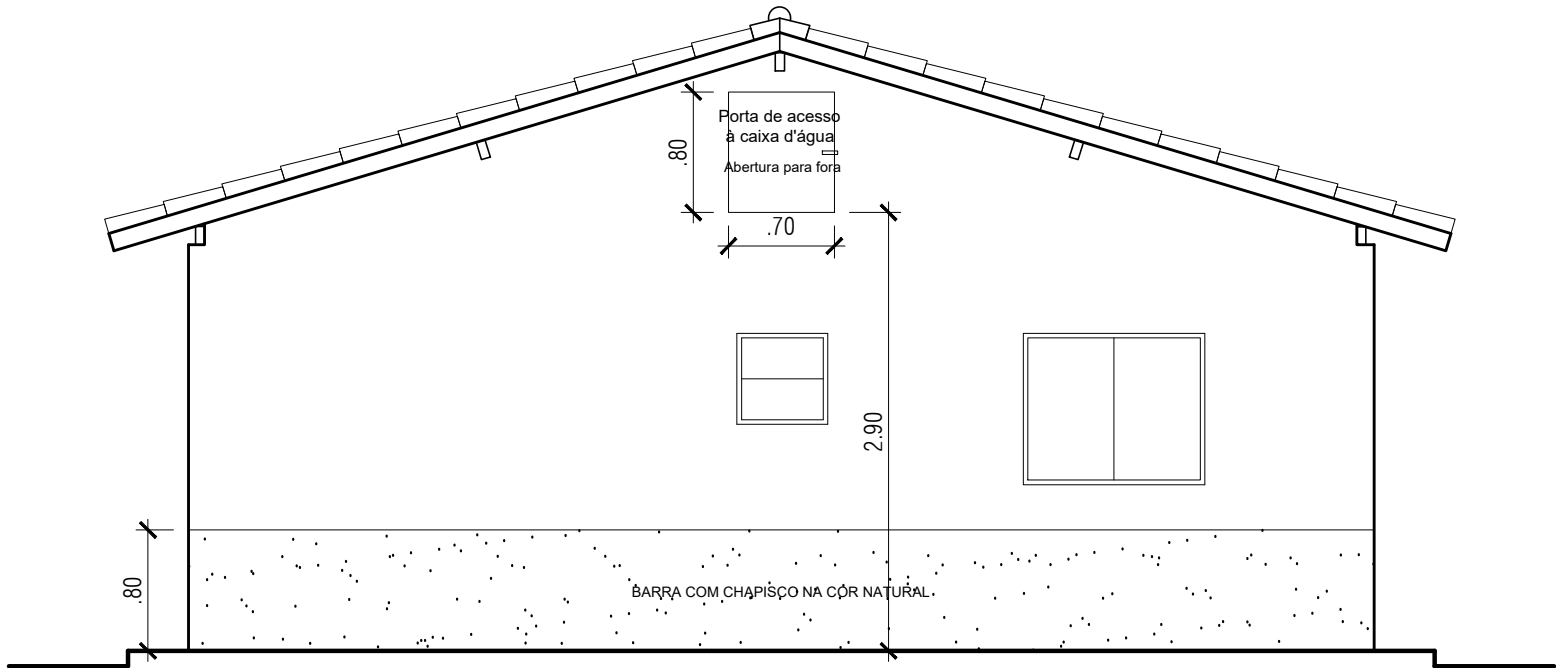 Porta de acesso
à caixa d'água
Abertura para fora
.80
.70
2.90
.80
BARRA COM CHAPISCO NA COR NATURAL